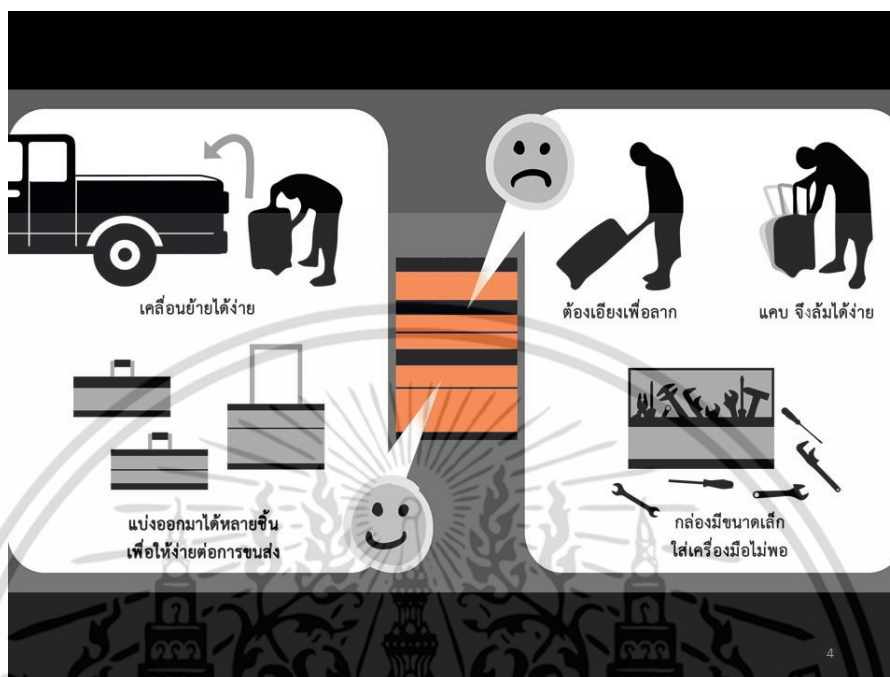 เคลื่อนย้ายได้ง่าย
แบ่งออกมาได้หลายชิ้น
เพื่อให้ง่ายต่อการขนส่ง
ต้องเอียงเพื่อลาก
แคบ จึงล้มได้ง่าย
กล่องมีขนาดเล็ก
ใส่เครื่องมือไม่พอ
4